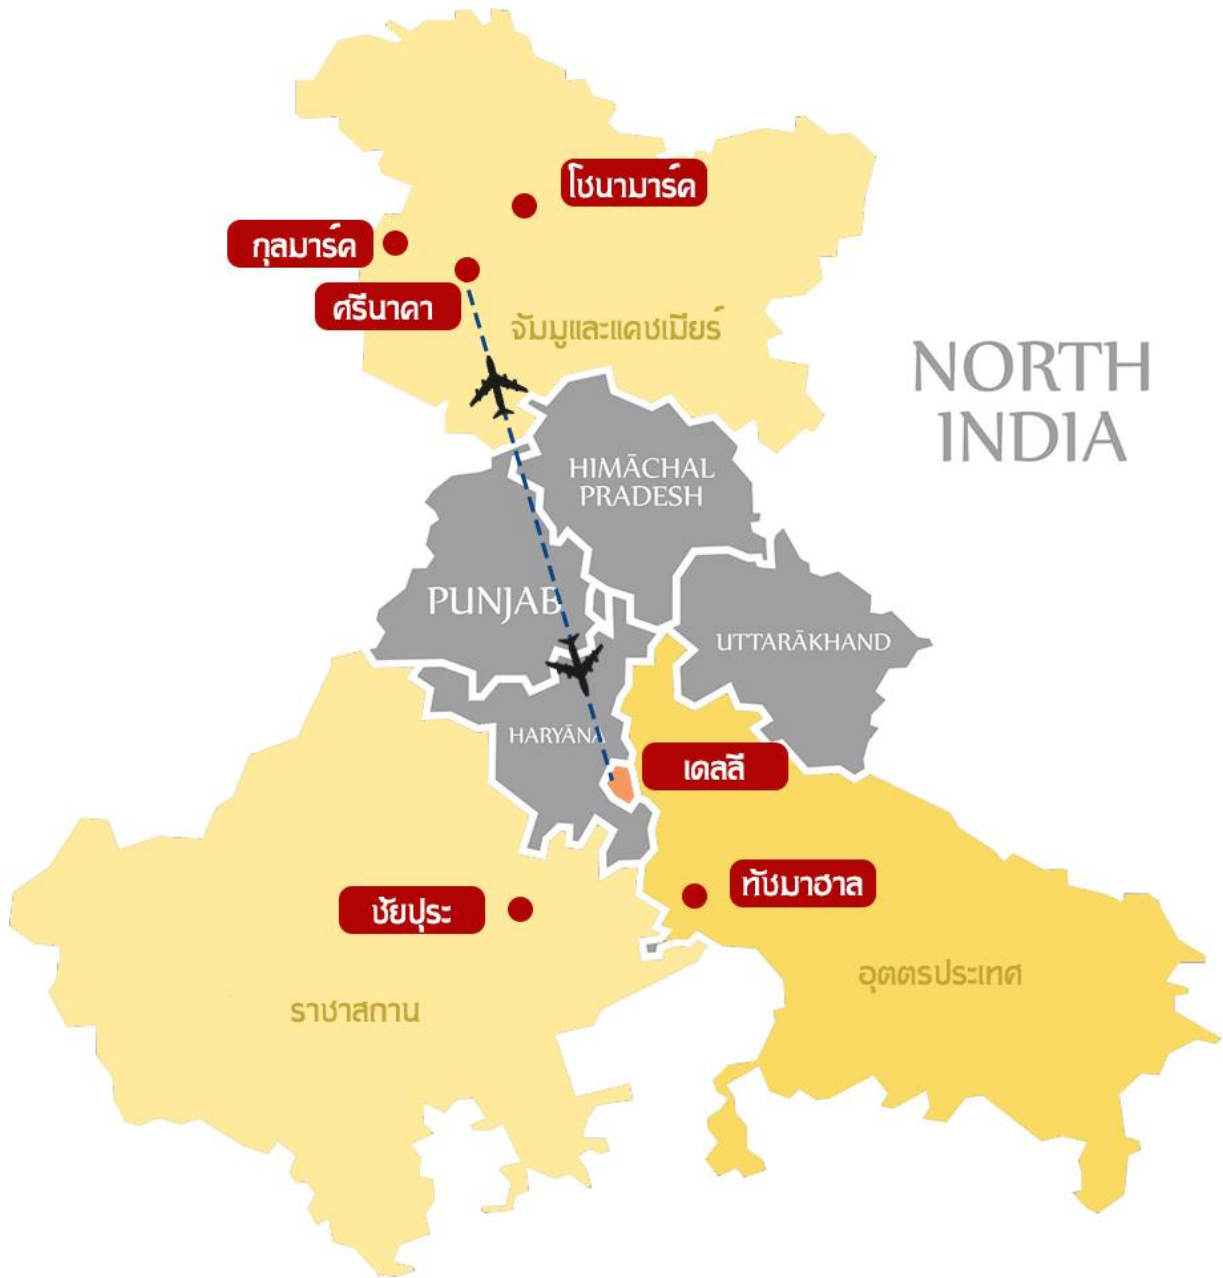 โซนามาร์ค
กุลมาร์ค
ศรีนาคา
จัมมูและแคชเมียร์
NORTH
INDIA
HIMĀCHAL
PRADESH
PUNJAB
UTTARĀKHAND
HARYĀNA
เดลลี
ทัชมาฮาล
ชัยปุระ
อุตตรประเทศ
ราชาสถาน